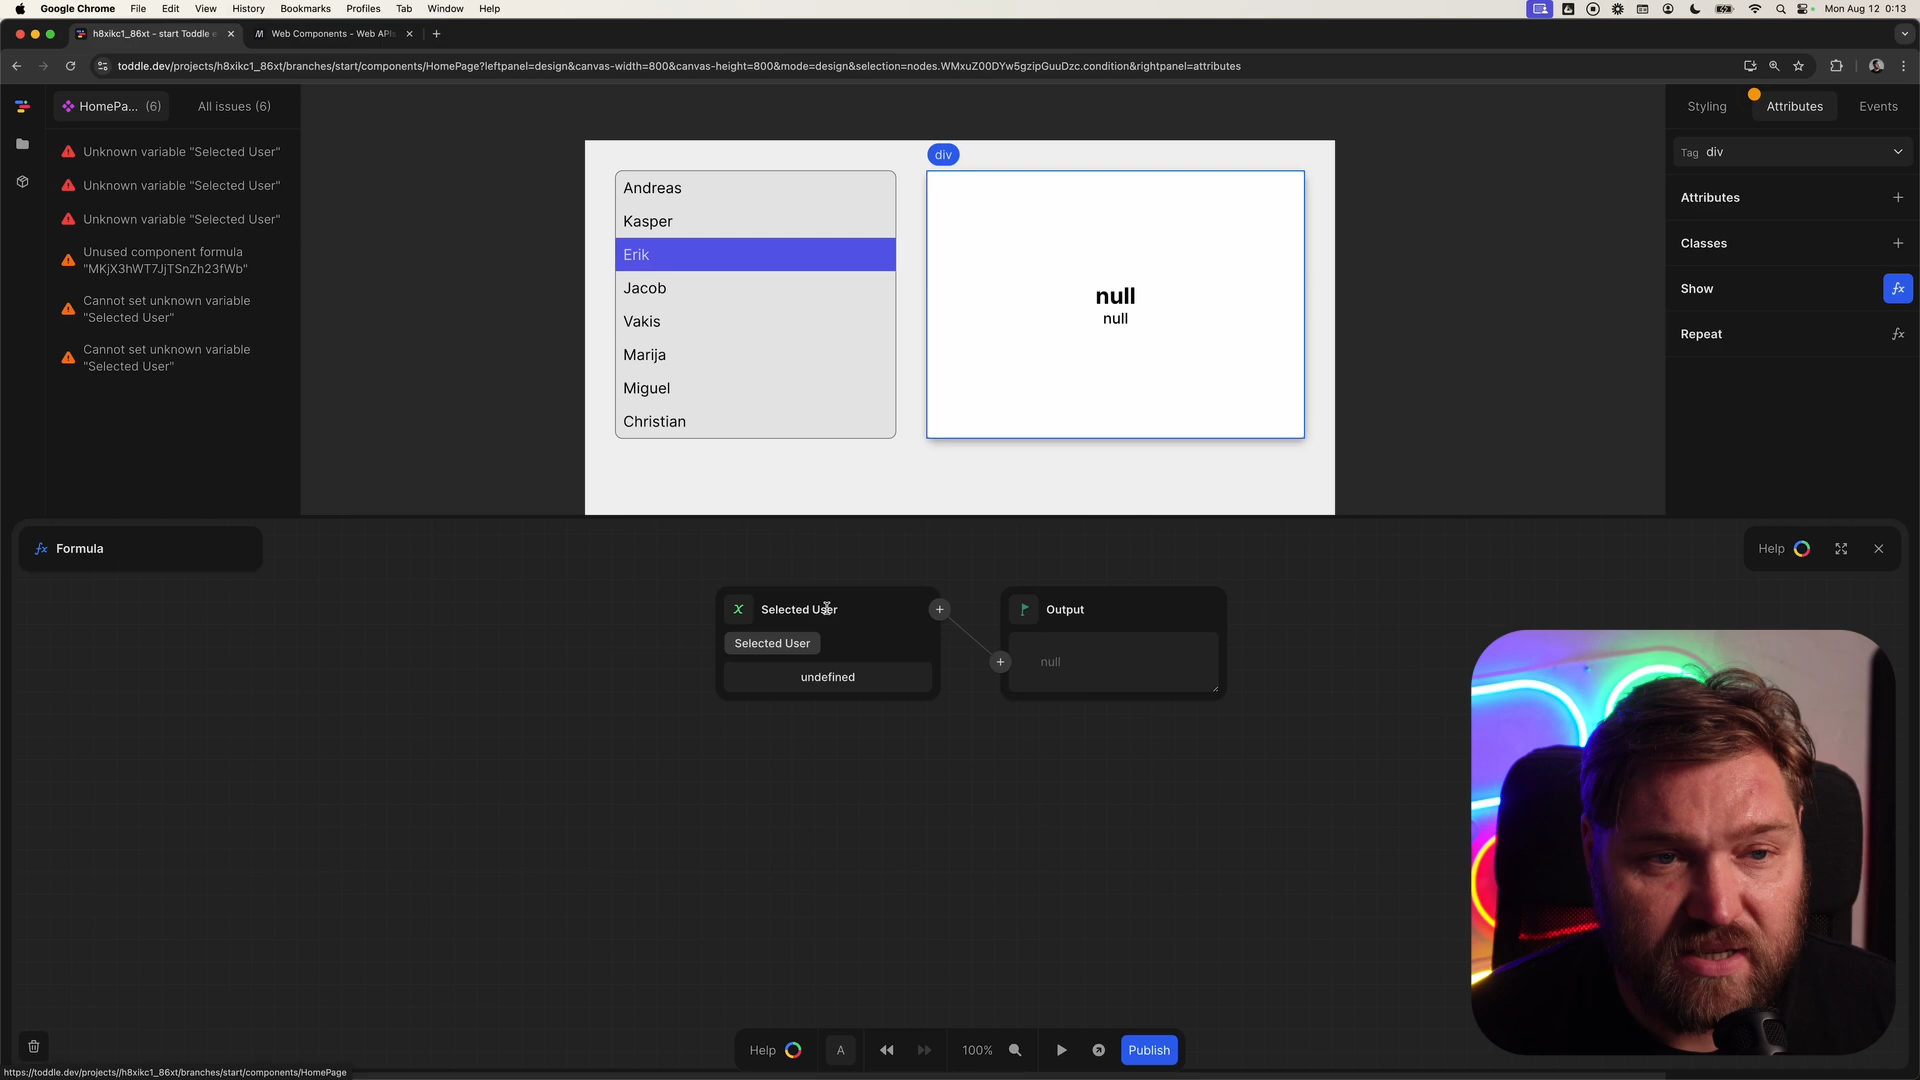 Google Chrome File Edit View History Bookmarks Profiles Tab Window Help Mon Aug 12 0:13
h8xikc1_86xt - start Toddle e Web Components - Web APIs
toddle.dev/projects/h8xikc1_86xt/branches/start/components/HomePage?leftpanel=design&canvas-width=800&canvas-height=800&mode=design&selection=nodes.WMxuZ00DYw5gzipGuuDzc.condition&rightpanel=attributes
HomePa... (6) All issues (6)
Unknown variable "Selected User"
Unknown variable "Selected User"
Unknown variable "Selected User"
Unused component formula
"MKjX3hWT7JjTSnZh23fWb"
Cannot set unknown variable
"Selected User"
Cannot set unknown variable
"Selected User"
div
Andreas
Kasper
Erik
Jacob
Vakis
Marija
Miguel
Christian
null
null
Styling Attributes Events
Tag div
Attributes
Classes
Show fx
Repeat fx
fx Formula
Help
x Selected User
Selected User
undefined
Output
null
Help A 100% Publish
https://toddle.dev/projects//h8xikc1_86xt/branches/start/components/HomePage